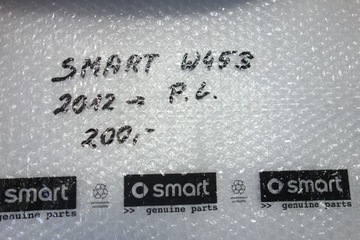 SMART W453
2012 → P.L.
200,-
smart smart smart
>> genuine parts >> genuine parts >> genuine parts